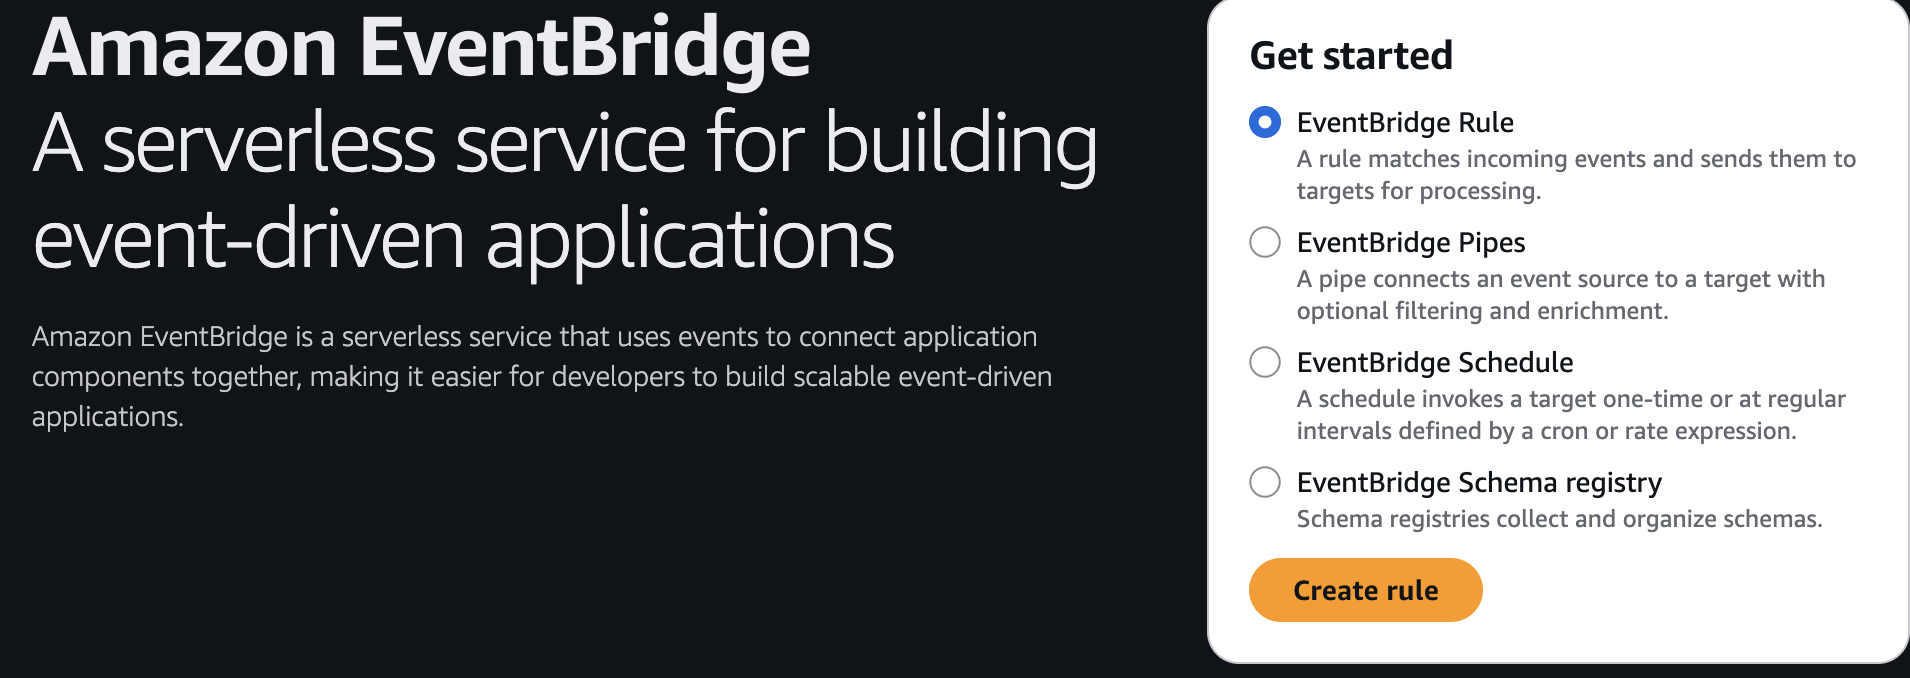 Amazon EventBridge
A serverless service for building
event-driven applications
Amazon EventBridge is a serverless service that uses events to connect application
components together, making it easier for developers to build scalable event-driven
applications.
Get started
EventBridge Rule
A rule matches incoming events and sends them to
targets for processing.
EventBridge Pipes
A pipe connects an event source to a target with
optional filtering and enrichment.
EventBridge Schedule
A schedule invokes a target one-time or at regular
intervals defined by a cron or rate expression.
EventBridge Schema registry
Schema registries collect and organize schemas.
Create rule